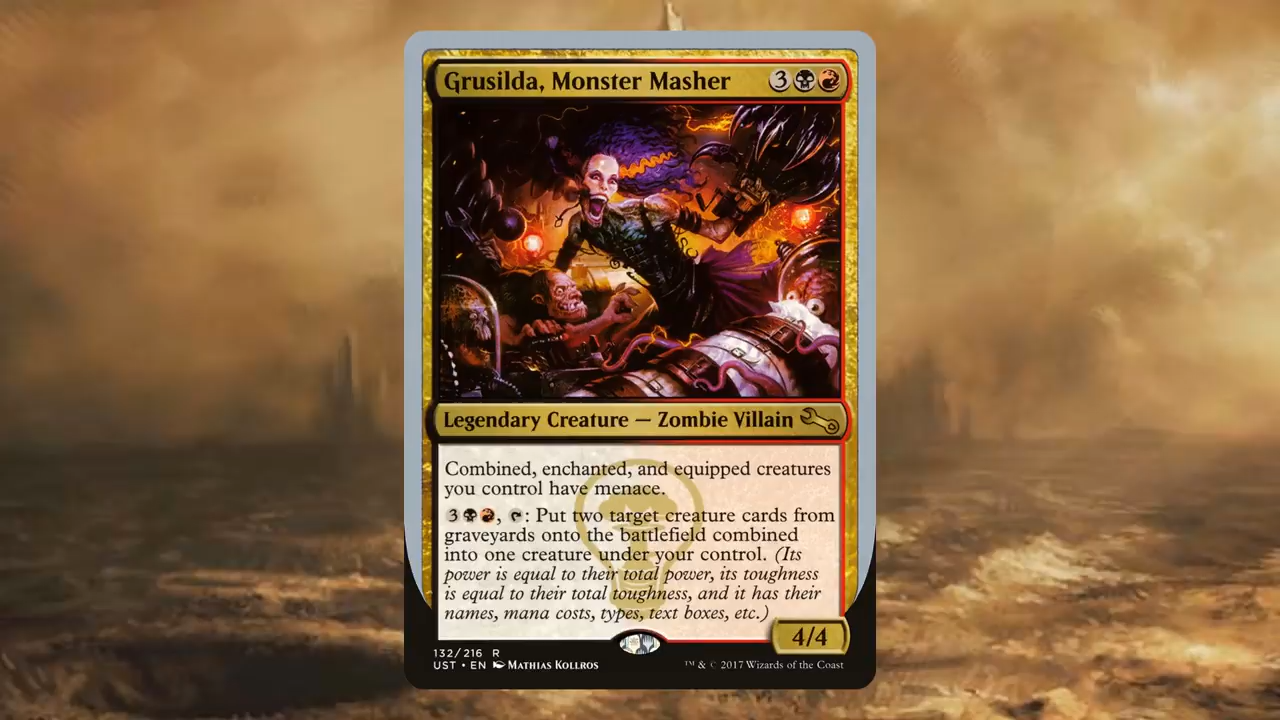 Grusilda, Monster Masher 3
Legendary Creature — Zombie Villain
Combined, enchanted, and equipped creatures
you control have menace.
3 , : Put two target creature cards from
graveyards onto the battlefield combined
into one creature under your control. (Its
power is equal to their total power, its toughness
is equal to their total toughness, and it has their
names, mana costs, types, text boxes, etc.)
4/4
132/216 R
UST • EN Mathias Kollros
™ & © 2017 Wizards of the Coast